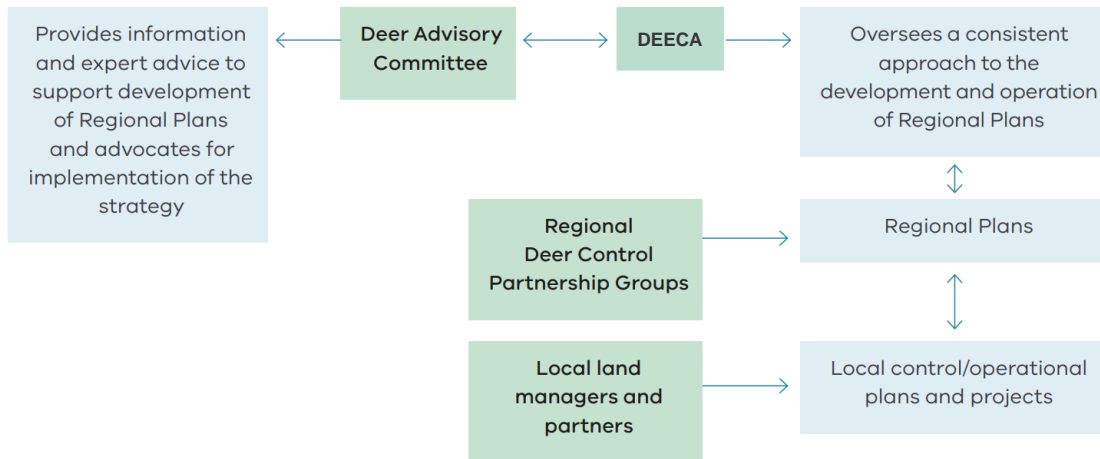 Provides information
and expert advice to
support development
of Regional Plans
and advocates for
implementation of the
strategy
Deer Advisory
Committee
DEECA
Oversees a consistent
approach to the
development and operation
of Regional Plans
Regional
Deer Control
Partnership Groups
Regional Plans
Local land
managers and
partners
Local control/operational
plans and projects